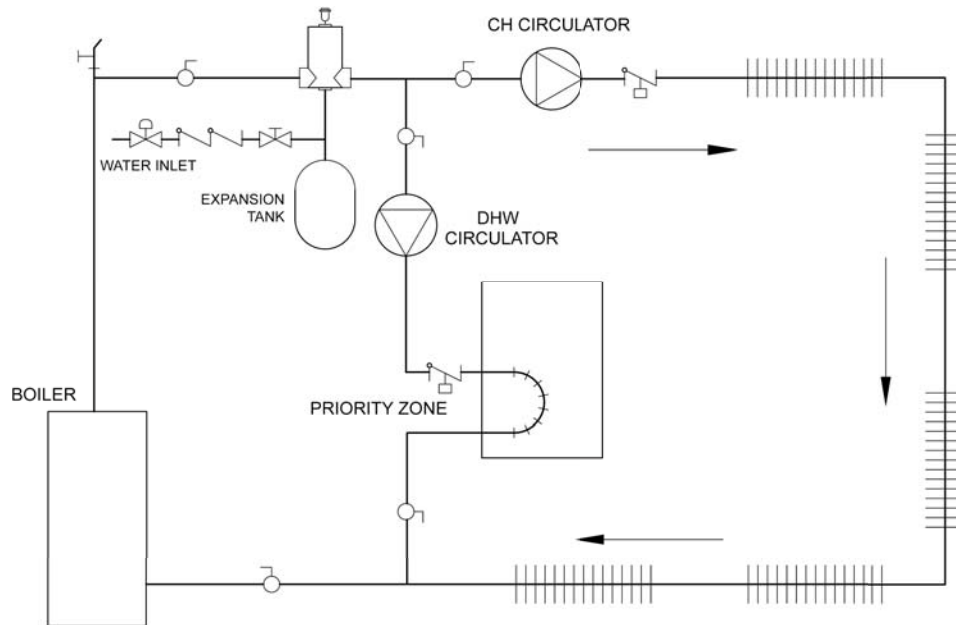 CH CIRCULATOR
WATER INLET
EXPANSION
TANK
DHW
CIRCULATOR
BOILER
PRIORITY ZONE